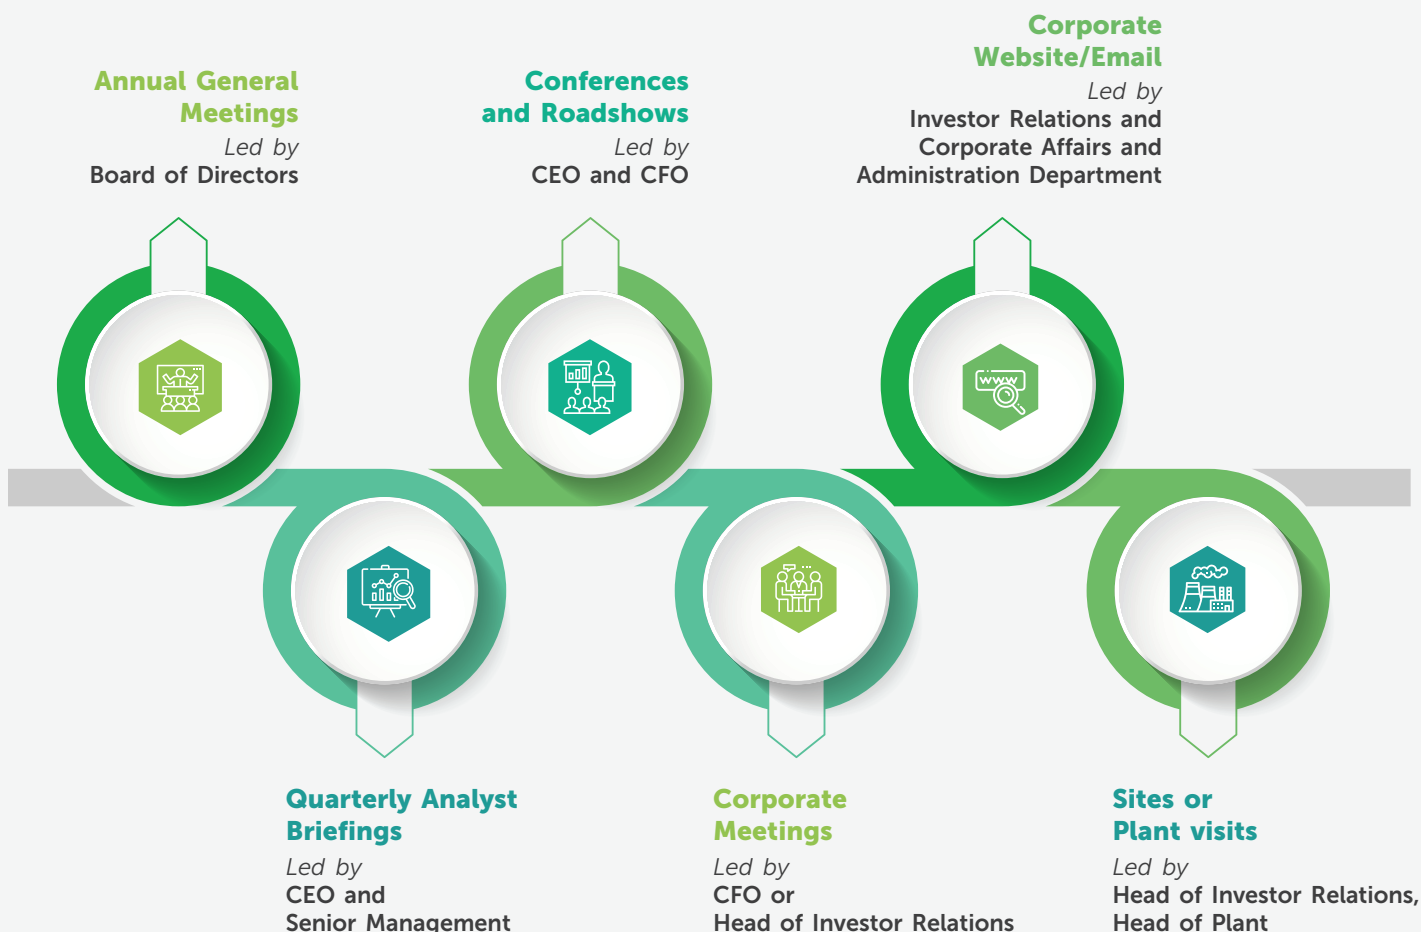 Annual General
Meetings
Led by
Board of Directors
Conferences
and Roadshows
Led by
CEO and CFO
Corporate
Website/Email
Led by
Investor Relations and
Corporate Affairs and
Administration Department
www
Quarterly Analyst
Briefings
Led by
CEO and
Senior Management
Corporate
Meetings
Led by
CFO or
Head of Investor Relations
Sites or
Plant visits
Led by
Head of Investor Relations,
Head of Plant